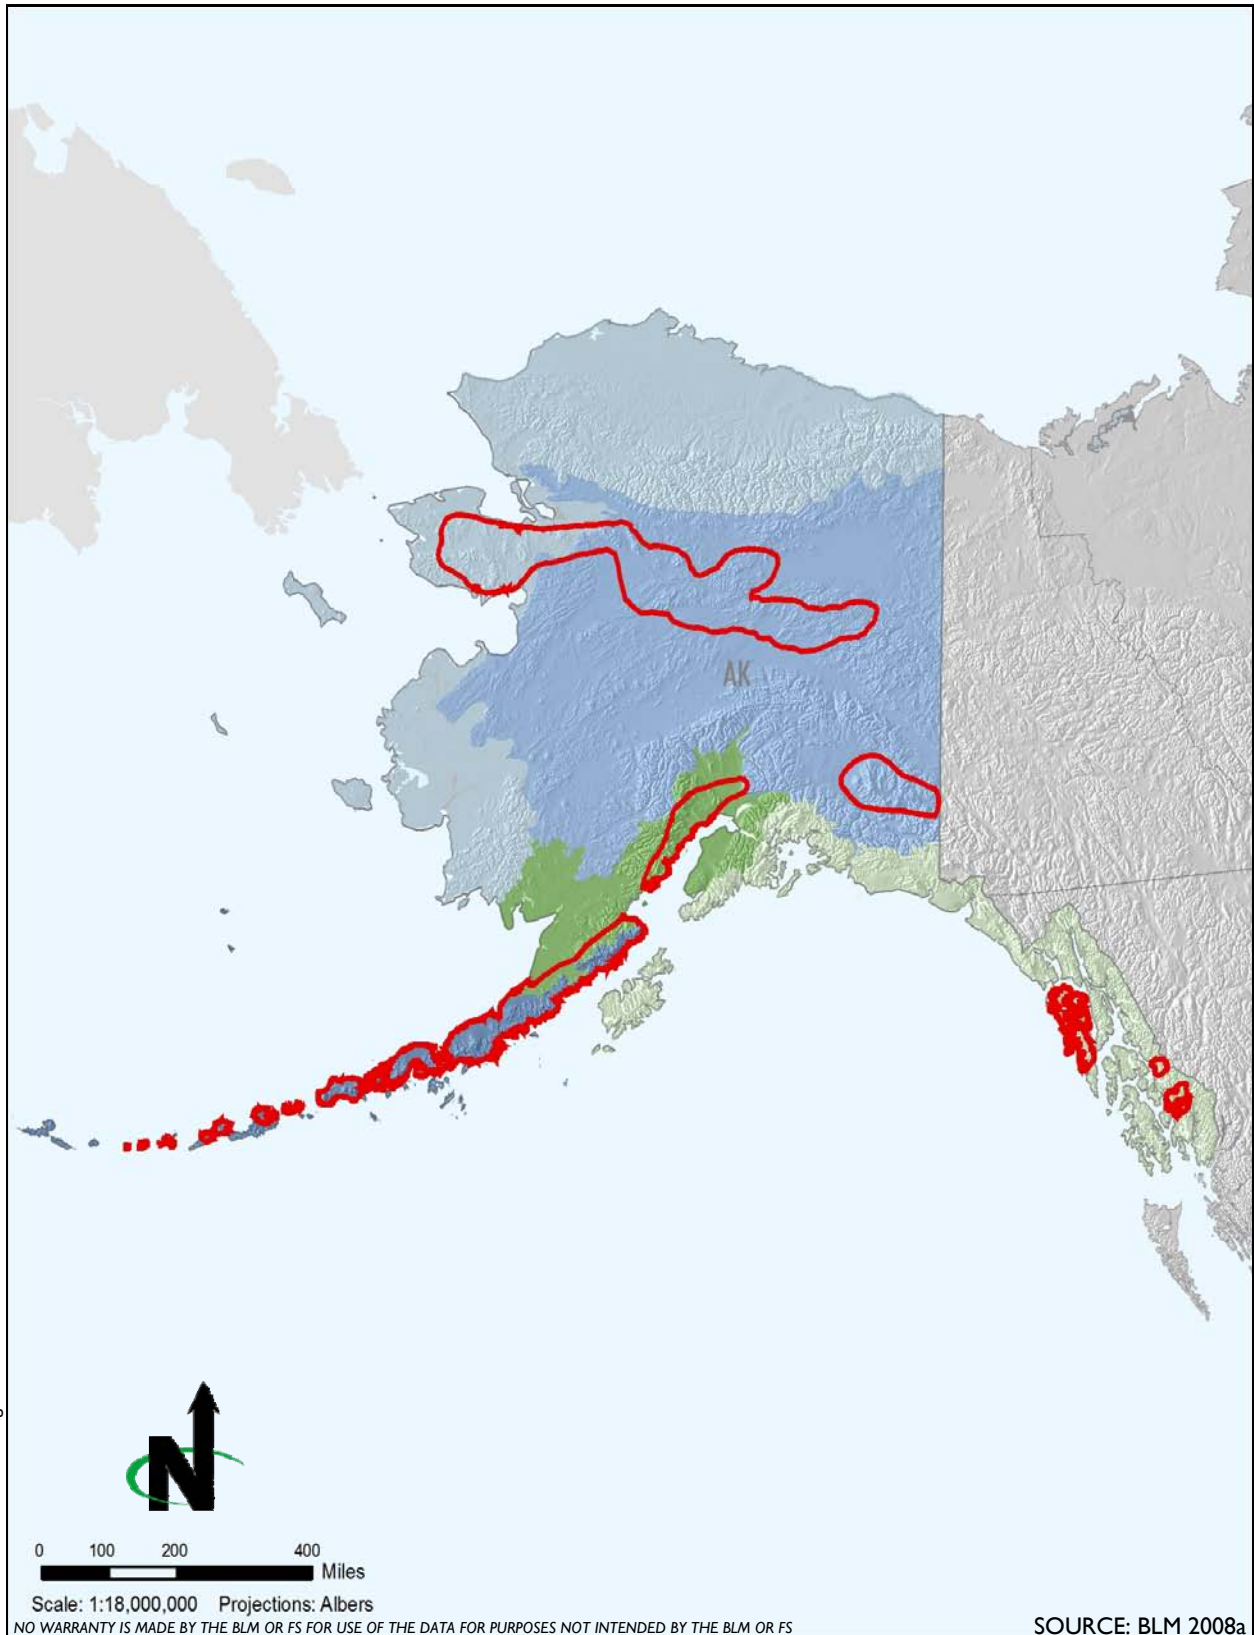 AK
N
0 100 200 400
Miles
Scale: 1:18,000,000 Projections: Albers
NO WARRANTY IS MADE BY THE BLM OR FS FOR USE OF THE DATA FOR PURPOSES NOT INTENDED BY THE BLM OR FS
SOURCE: BLM 2008a